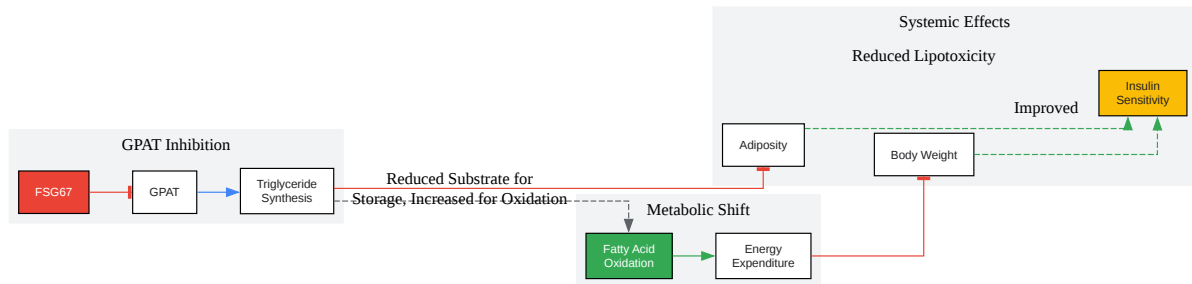 Systemic Effects
Reduced Lipotoxicity
Insulin
Sensitivity
Improved
Adiposity
Body Weight
GPAT Inhibition
FSG67
GPAT
Triglyceride
Synthesis
Reduced Substrate for
Storage, Increased for Oxidation
Metabolic Shift
Fatty Acid
Oxidation
Energy
Expenditure